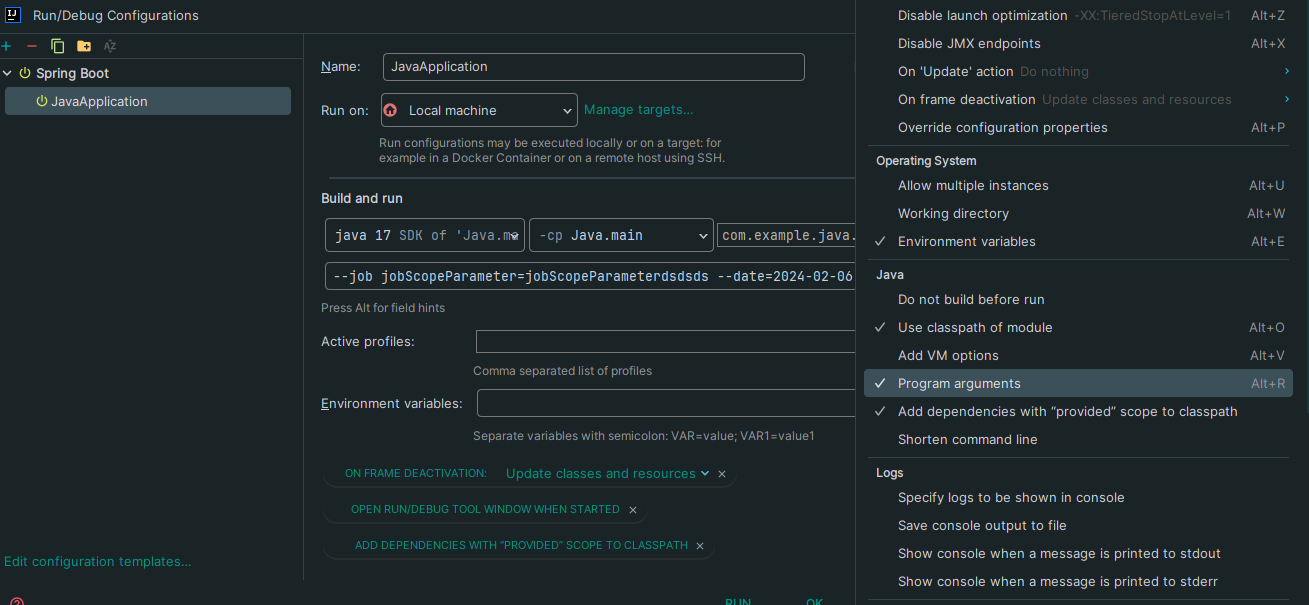 Run/Debug Configurations
Spring Boot
JavaApplication
Edit configuration templates...
Name: JavaApplication
Run on: Local machine Manage targets...
Run configurations may be executed locally or on a target: for
example in a Docker Container or on a remote host using SSH.
Build and run
java 17 SDK of 'Java.ma -cp Java.main com.example.java.
--job jobScopeParameter=jobScopeParameterdsdsds --date=2024-02-06
Press Alt for field hints
Active profiles:
Comma separated list of profiles
Environment variables:
Separate variables with semicolon: VAR=value; VAR1=value1
ON FRAME DEACTIVATION: Update classes and resources
OPEN RUN/DEBUG TOOL WINDOW WHEN STARTED
ADD DEPENDENCIES WITH “PROVIDED” SCOPE TO CLASSPATH
RUN OK
Disable launch optimization -XX:TieredStopAtLevel=1 Alt+Z
Disable JMX endpoints Alt+X
On 'Update' action Do nothing
On frame deactivation Update classes and resources
Override configuration properties Alt+P
Operating System
Allow multiple instances Alt+U
Working directory Alt+W
Environment variables Alt+E
Java
Do not build before run
Use classpath of module Alt+O
Add VM options Alt+V
Program arguments Alt+R
Add dependencies with “provided” scope to classpath
Shorten command line
Logs
Specify logs to be shown in console
Save console output to file
Show console when a message is printed to stdout
Show console when a message is printed to stderr